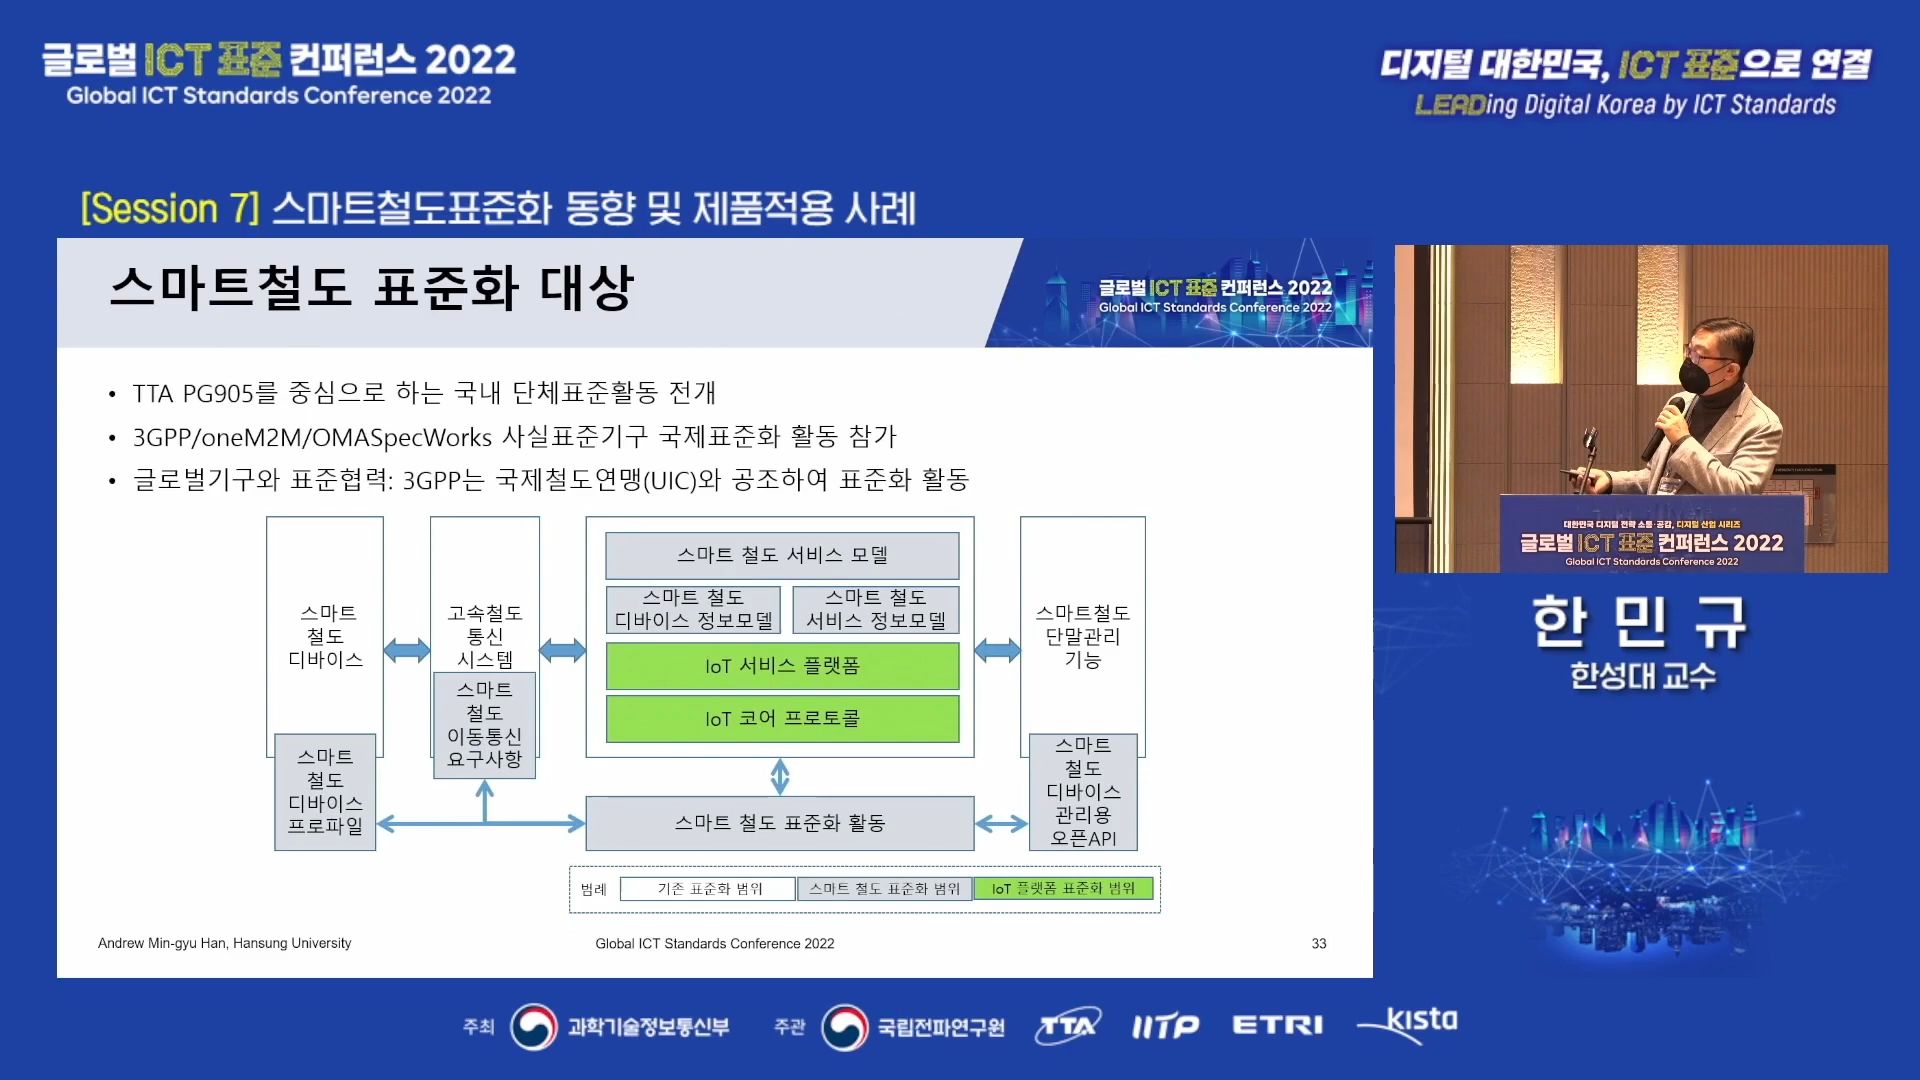 글로벌 ICT 표준 컨퍼런스 2022
Global ICT Standards Conference 2022
디지털 대한민국, ICT 표준으로 연결
LEADing Digital Korea by ICT Standards
[Session 7] 스마트철도표준화 동향 및 제품적용 사례
스마트철도 표준화 대상
글로벌 ICT 표준 컨퍼런스 2022
Global ICT Standards Conference 2022
• TTA PG905를 중심으로 하는 국내 단체표준활동 전개
• 3GPP/oneM2M/OMASpecWorks 사실표준기구 국제표준화 활동 참가
• 글로벌기구와 표준협력: 3GPP는 국제철도연맹(UIC)와 공조하여 표준화 활동
스마트
철도
디바이스
스마트
철도
디바이스
프로파일
고속철도
통신
시스템
스마트
철도
이동통신
요구사항
스마트 철도 서비스 모델
스마트 철도
디바이스 정보모델
스마트 철도
서비스 정보모델
IoT 서비스 플랫폼
IoT 코어 프로토콜
스마트 철도 표준화 활동
스마트철도
단말관리
기능
스마트
철도
디바이스
관리용
오픈API
범례
기존 표준화 범위
스마트 철도 표준화 범위
IoT 플랫폼 표준화 범위
Andrew Min-gyu Han, Hansung University
Global ICT Standards Conference 2022
33
대한민국 디지털 전략 소통·공감, 디지털 산업 시리즈
글로벌 ICT 표준 컨퍼런스 2022
Global ICT Standards Conference 2022
한 민 규
한성대 교수
주최 과학기술정보통신부 주관 국립전파연구원 TTA IITP ETRI kista